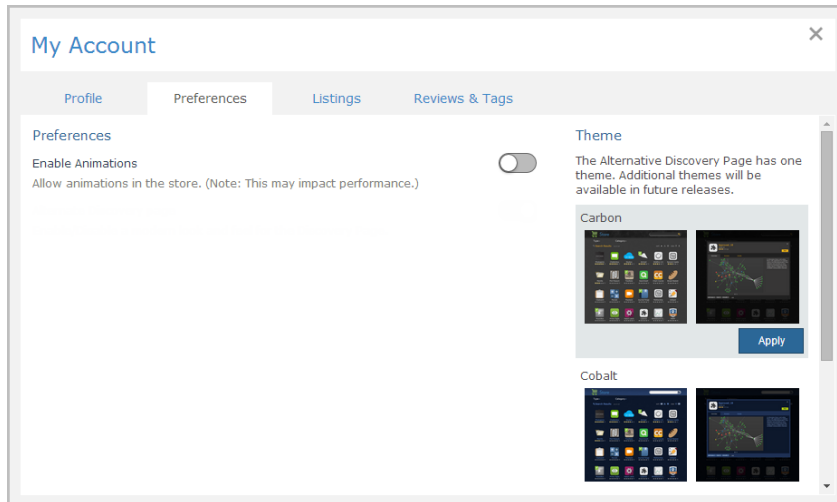 My Account
Profile
Preferences
Listings
Reviews & Tags
Preferences
Enable Animations
Allow animations in the store. (Note: This may impact performance.)
Theme
The Alternative Discovery Page has one
theme. Additional themes will be
available in future releases.
Carbon
Apply
Cobalt